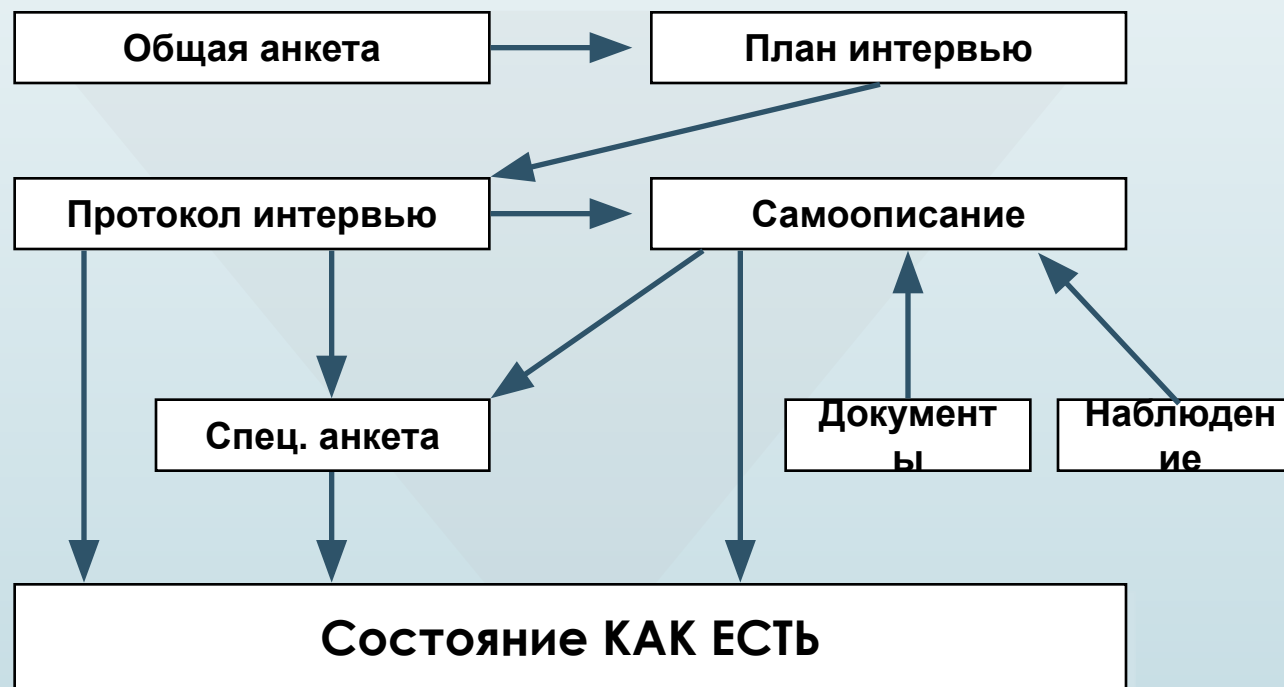 Общая анкета
План интервью
Протокол интервью
Самоописание
Спец. анкета
Документ
ы
Наблюден
ие
Состояние КАК ЕСТЬ